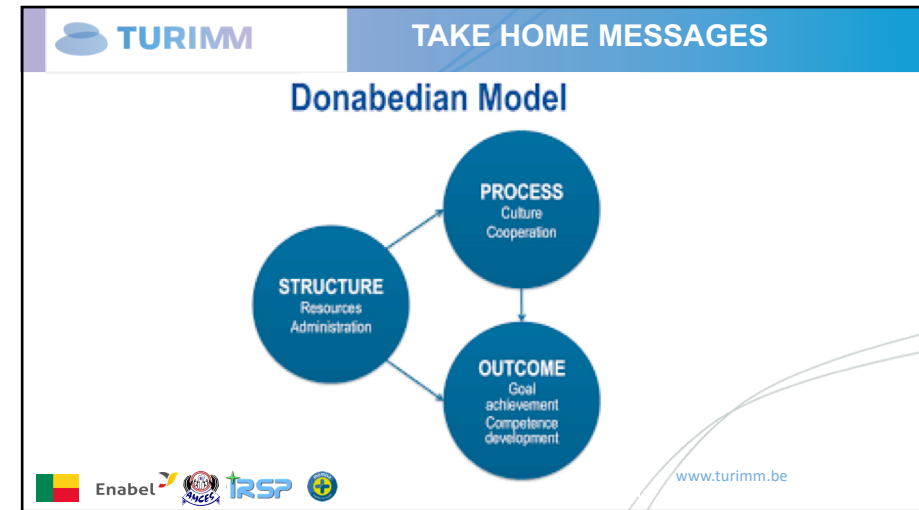 TURIMM
TAKE HOME MESSAGES
Donabedian Model
PROCESS
Culture
Cooperation
STRUCTURE
Resources
Administration
OUTCOME
Goal
achievement
Competence
development
Enabel
AMCES
IRSP
www.turimm.be